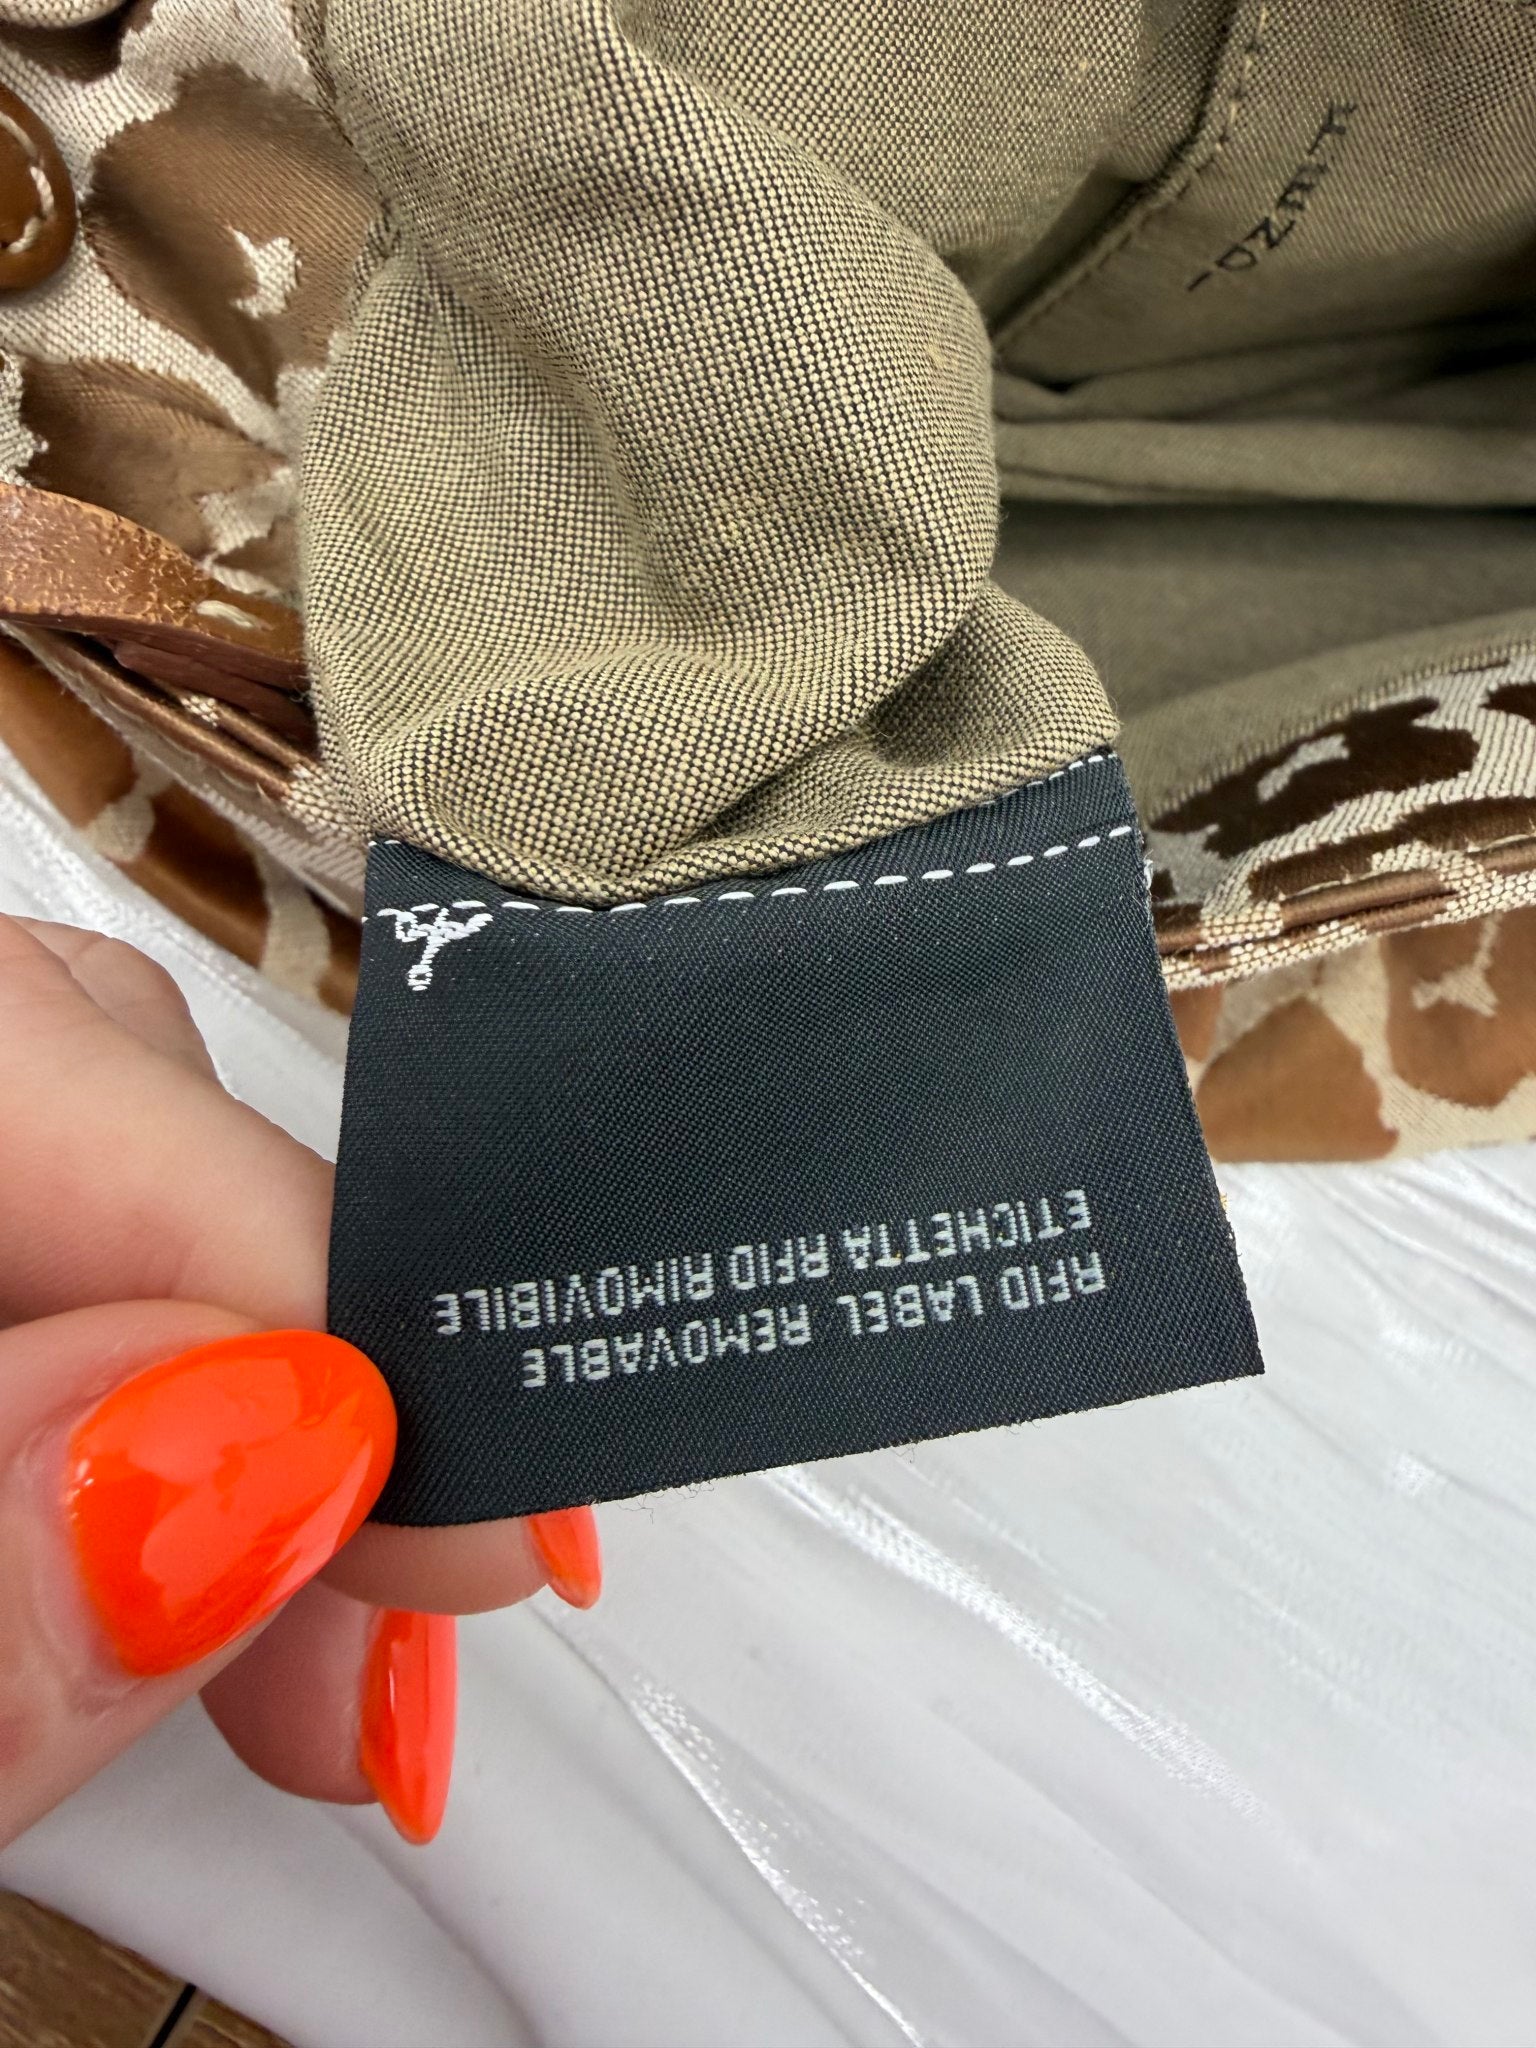 RFID LABEL REMOVABLE
ETICHETTA RFID RIMOVIBILE